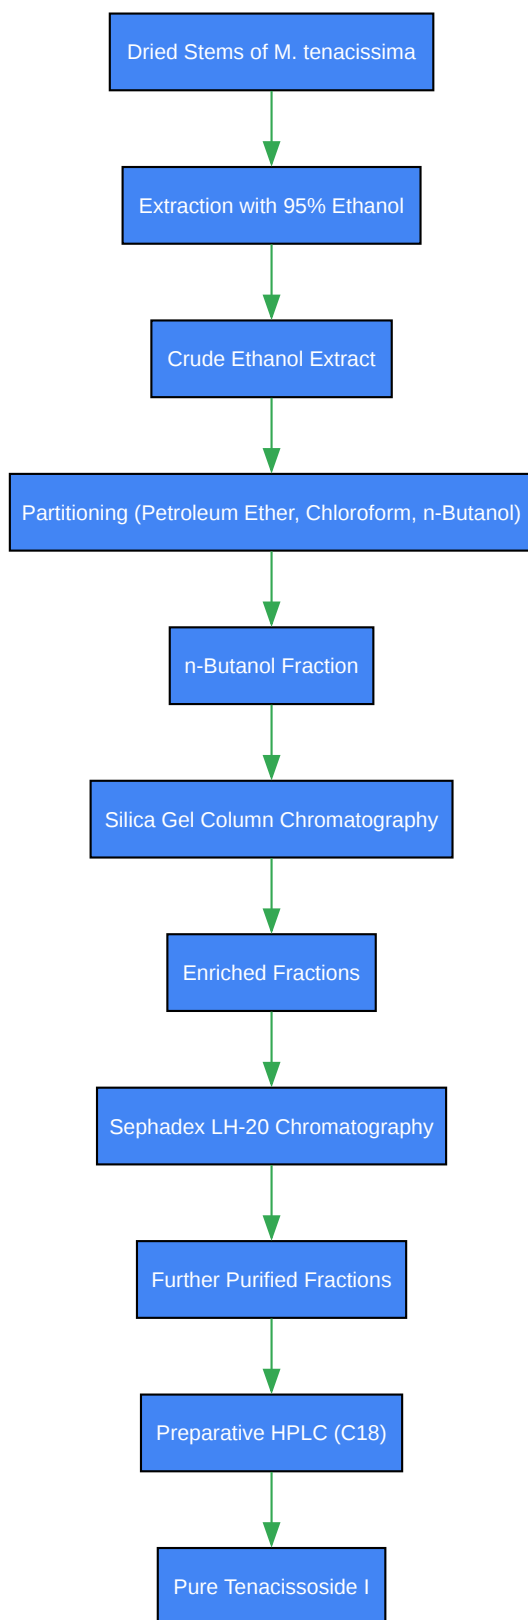 Dried Stems of M. tenacissima
Extraction with 95% Ethanol
Crude Ethanol Extract
Partitioning (Petroleum Ether, Chloroform, n-Butanol)
n-Butanol Fraction
Silica Gel Column Chromatography
Enriched Fractions
Sephadex LH-20 Chromatography
Further Purified Fractions
Preparative HPLC (C18)
Pure Tenacissoside I